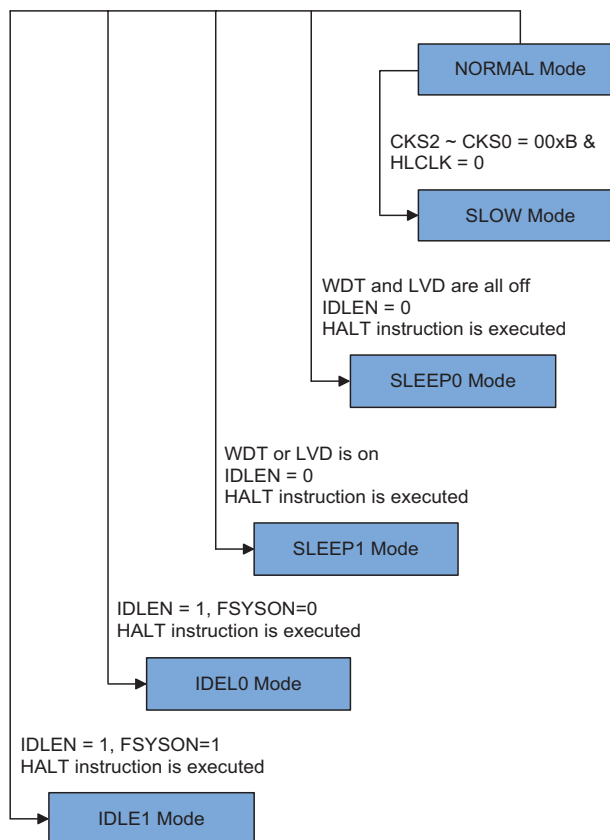 NORMAL Mode
CKS2 ~ CKS0 = 00xB &
HLCLK = 0
SLOW Mode
WDT and LVD are all off
IDLEN = 0
HALT instruction is executed
SLEEP0 Mode
WDT or LVD is on
IDLEN = 0
HALT instruction is executed
SLEEP1 Mode
IDLEN = 1, FSYSON=0
HALT instruction is executed
IDEL0 Mode
IDLEN = 1, FSYSON=1
HALT instruction is executed
IDLE1 Mode